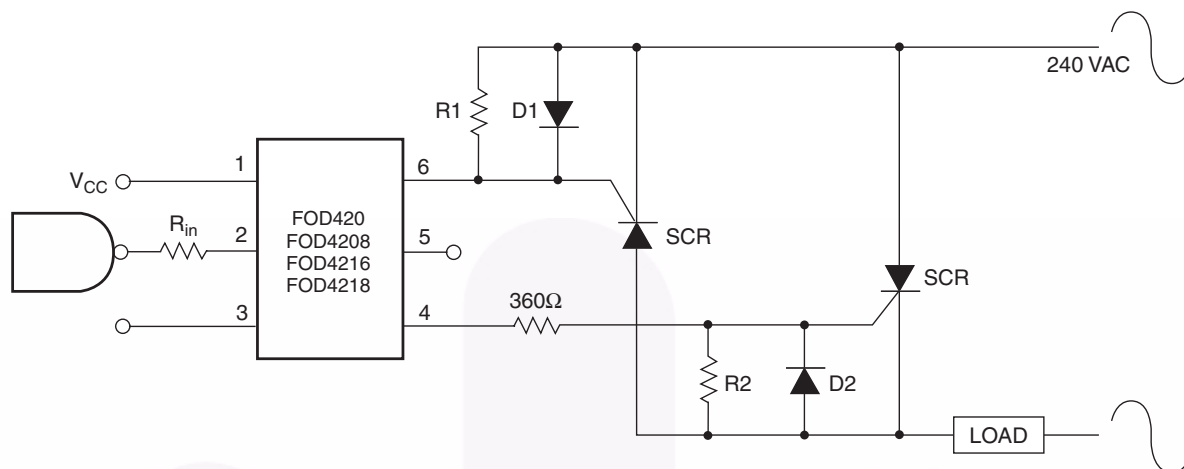 240 VAC
R1
D1
1
6
V_CC
FOD420
FOD4208
FOD4216
FOD4218
R_in
2
5
SCR
SCR
3
4
360Ω
R2
D2
LOAD